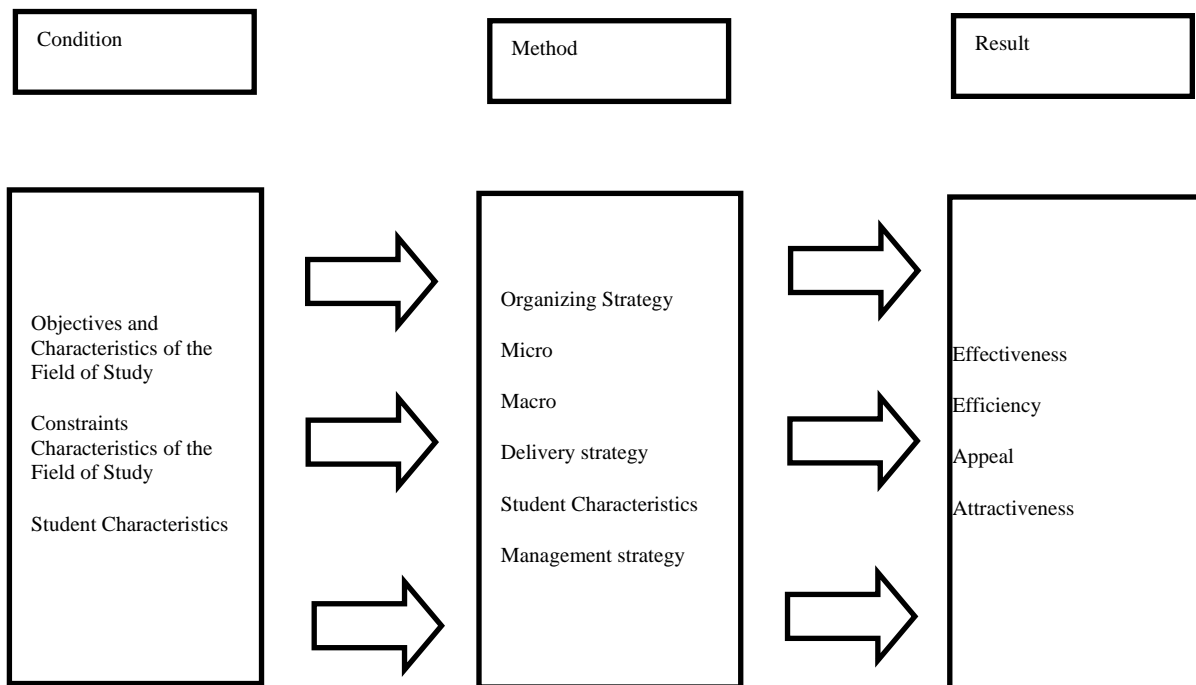 Condition
Method
Result
Objectives and
Characteristics of the
Field of Study
Constraints
Characteristics of the
Field of Study
Student Characteristics
Organizing Strategy
Micro
Macro
Delivery strategy
Student Characteristics
Management strategy
Effectiveness
Efficiency
Appeal
Attractiveness